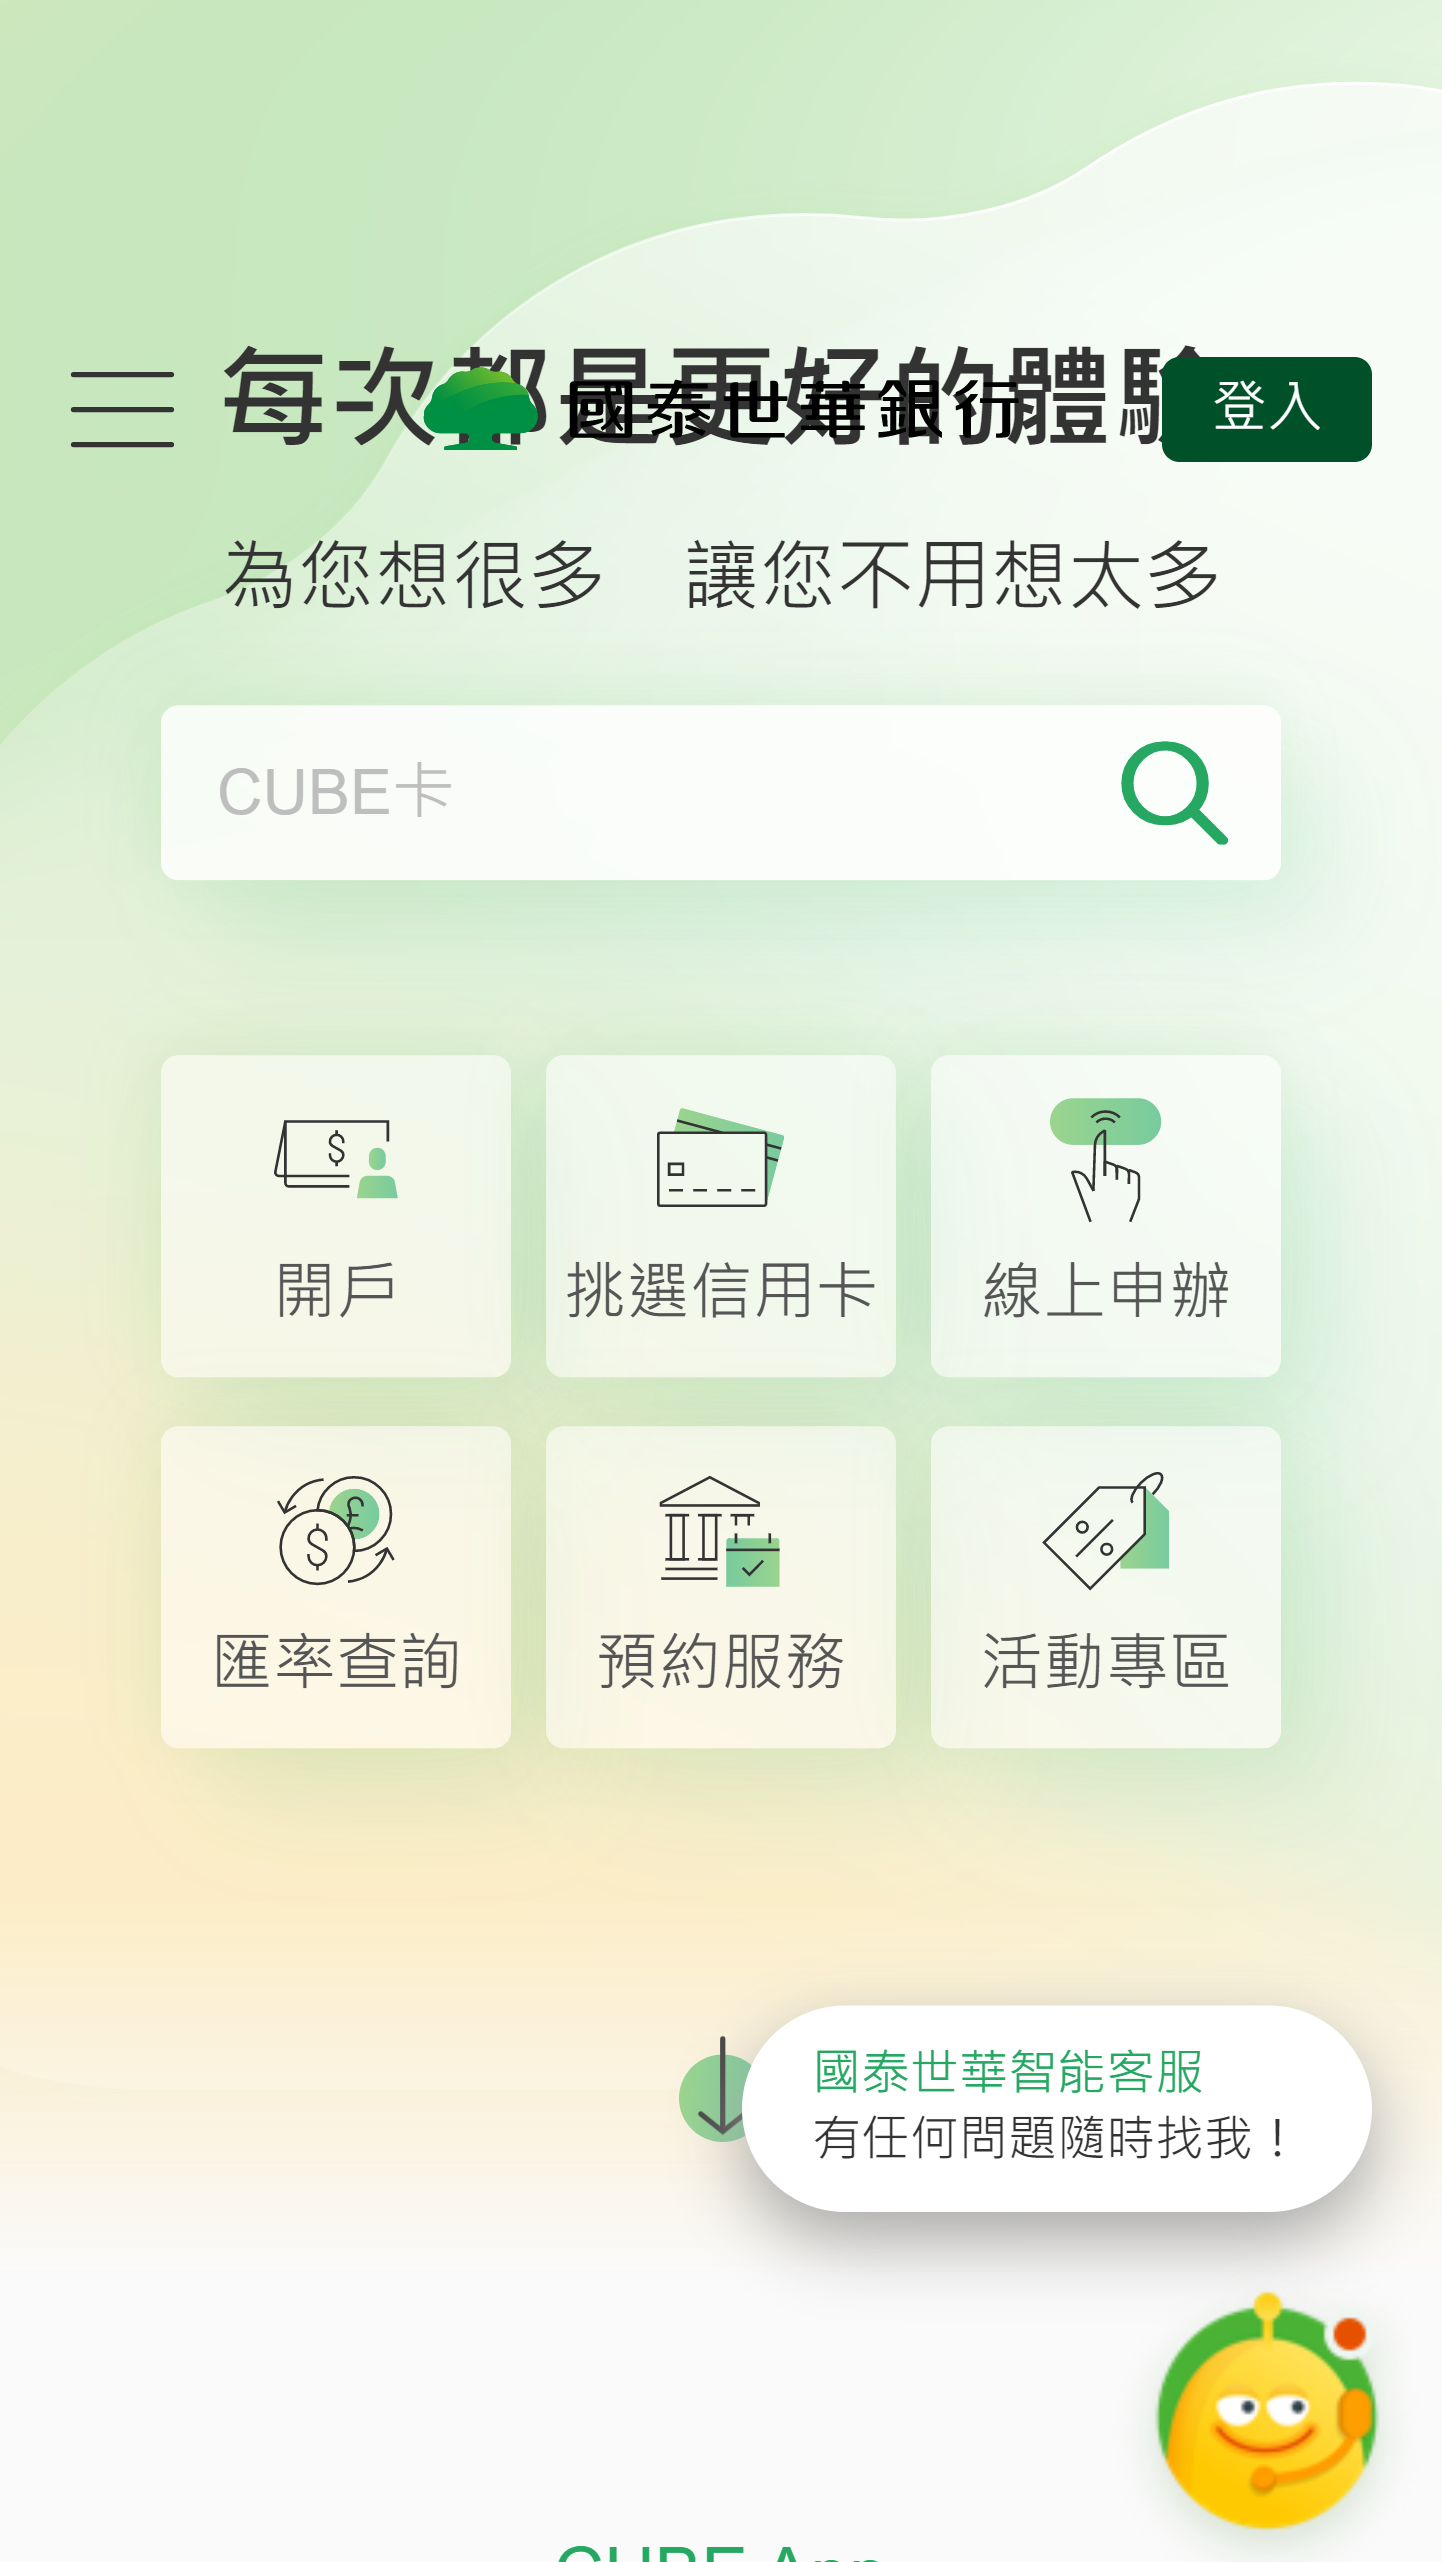 每次都是更好的體驗
國泰世華銀行
登入
為您想很多 讓您不用想太多
CUBE卡
開戶
挑選信用卡
線上申辦
匯率查詢
預約服務
活動專區
國泰世華智能客服
有任何問題隨時找我！
CUBE App